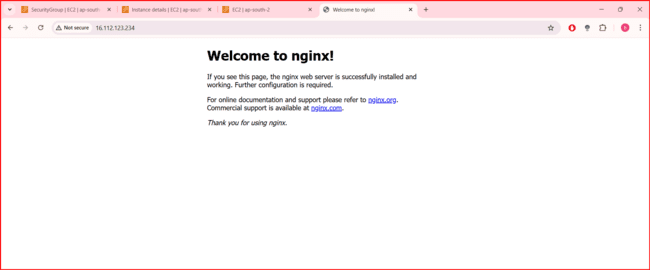 SecurityGroup | EC2 | ap-south
Instance details | EC2 | ap-south
EC2 | ap-south-2
Welcome to nginx!
Not secure
16.112.123.234
Welcome to nginx!
If you see this page, the nginx web server is successfully installed and
working. Further configuration is required.
For online documentation and support please refer to nginx.org.
Commercial support is available at nginx.com.
Thank you for using nginx.